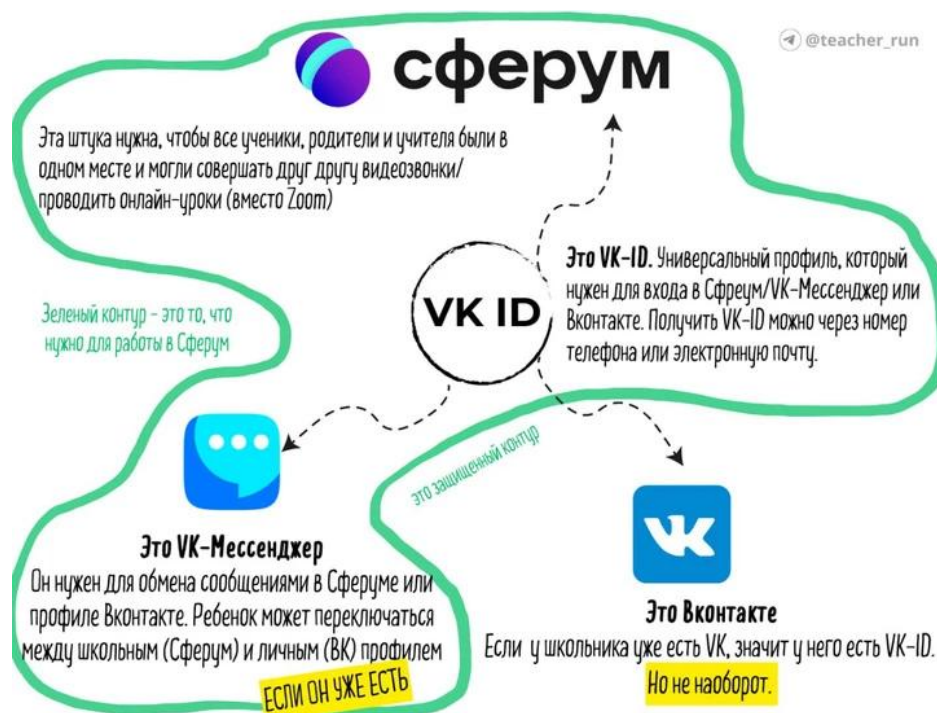 @teacher_run
сферум
Эта штука нужна, чтобы все ученики, родители и учителя были в
одном месте и могли совершать друг другу видеозвонки/
проводить онлайн-уроки (вместо Zoom)
Это VK-ID. Универсальный профиль, который
нужен для входа в Сфреум/VK-Мессенджер или
Вконтакте. Получить VK-ID можно через номер
телефона или электронную почту.
VK ID
Зеленый контур - это то, что
нужно для работы в Сферум
это защищенный контур
Это VK-Мессенджер
Он нужен для обмена сообщениями в Сферуме или
профиле Вконтакте. Ребенок может переключаться
между школьным (Сферум) и личным (ВК) профилем
ЕСЛИ ОН УЖЕ ЕСТЬ
VK
Это Вконтакте
Если у школьника уже есть VK, значит у него есть VK-ID.
Но не наоборот.